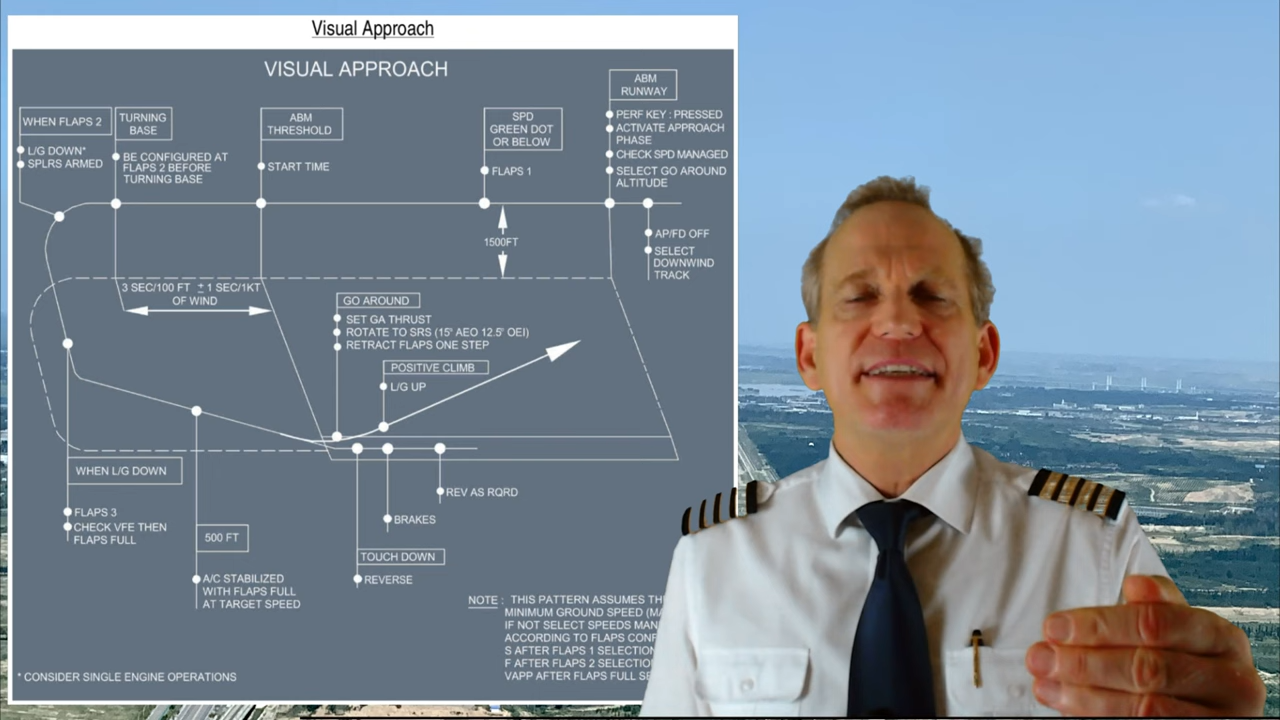 Visual Approach
VISUAL APPROACH
WHEN FLAPS 2
L/G DOWN*
SPLRS ARMED
TURNING
BASE
BE CONFIGURED AT
FLAPS 2 BEFORE
TURNING BASE
ABM
THRESHOLD
START TIME
SPD
GREEN DOT
OR BELOW
FLAPS 1
ABM
RUNWAY
PERF KEY : PRESSED
ACTIVATE APPROACH
PHASE
CHECK SPD MANAGED
SELECT GO AROUND
ALTITUDE
1500FT
AP/FD OFF
SELECT
DOWNWIND
TRACK
3 SEC/100 FT ± 1 SEC/1KT
OF WIND
GO AROUND
SET GA THRUST
ROTATE TO SRS (15° AEO 12.5° OEI)
RETRACT FLAPS ONE STEP
POSITIVE CLIMB
L/G UP
WHEN L/G DOWN
FLAPS 3
CHECK VFE THEN
FLAPS FULL
500 FT
A/C STABILIZED
WITH FLAPS FULL
AT TARGET SPEED
REV AS RQRD
BRAKES
TOUCH DOWN
REVERSE
NOTE : THIS PATTERN ASSUMES
MINIMUM GROUND SPEED
IF NOT SELECT SPEEDS
ACCORDING TO FLAPS
S AFTER FLAPS 1 SELECTION
F AFTER FLAPS 2
VAPP AFTER FLAPS FULL
* CONSIDER SINGLE ENGINE OPERATIONS